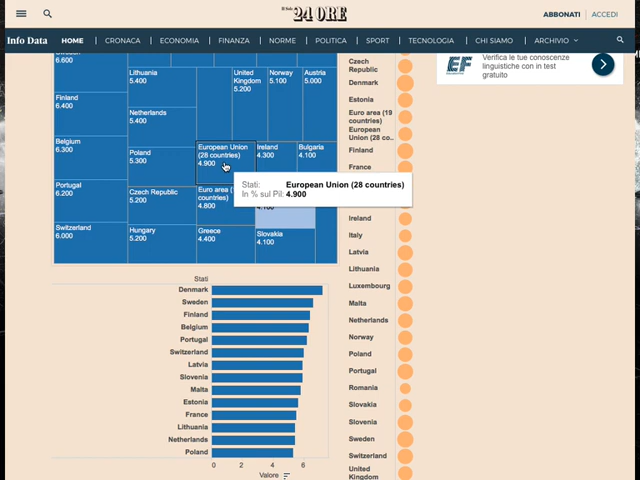 Il Sole
24 ORE
ABBONATI
ACCEDI
Info Data
HOME
CRONACA
ECONOMIA
FINANZA
NORME
POLITICA
SPORT
TECNOLOGIA
CHI SIAMO
ARCHIVIO
6.600
Finland
6.400
Belgium
6.300
Portugal
6.200
Switzerland
6.000
Lithuania
5.400
Netherlands
5.400
Poland
5.300
Czech Republic
5.200
Hungary
5.200
United
Kingdom
5.200
Norway
5.100
Austria
5.000
European Union
(28 countries)
4.900
Euro area (1
countries)
4.800
Greece
4.400
Ireland
4.300
Bulgaria
4.100
Stati: European Union (28 countries)
In % sul Pil: 4.900
4.100
Slovakia
4.100
Czech
Republic
Denmark
Estonia
Euro area (19
countries)
European
Union (28 co..
Finland
France
Ireland
Italy
Latvia
Lithuania
Luxembourg
Malta
Netherlands
Norway
Poland
Portugal
Romania
Slovakia
Slovenia
Sweden
Switzerland
United
Kingdom
EF
Verifica le tue conoscenze
linguistiche con in test
gratuito
Stati
Denmark
Sweden
Finland
Belgium
Portugal
Switzerland
Latvia
Slovenia
Malta
Estonia
France
Lithuania
Netherlands
Poland
0 2 4 6
Valore